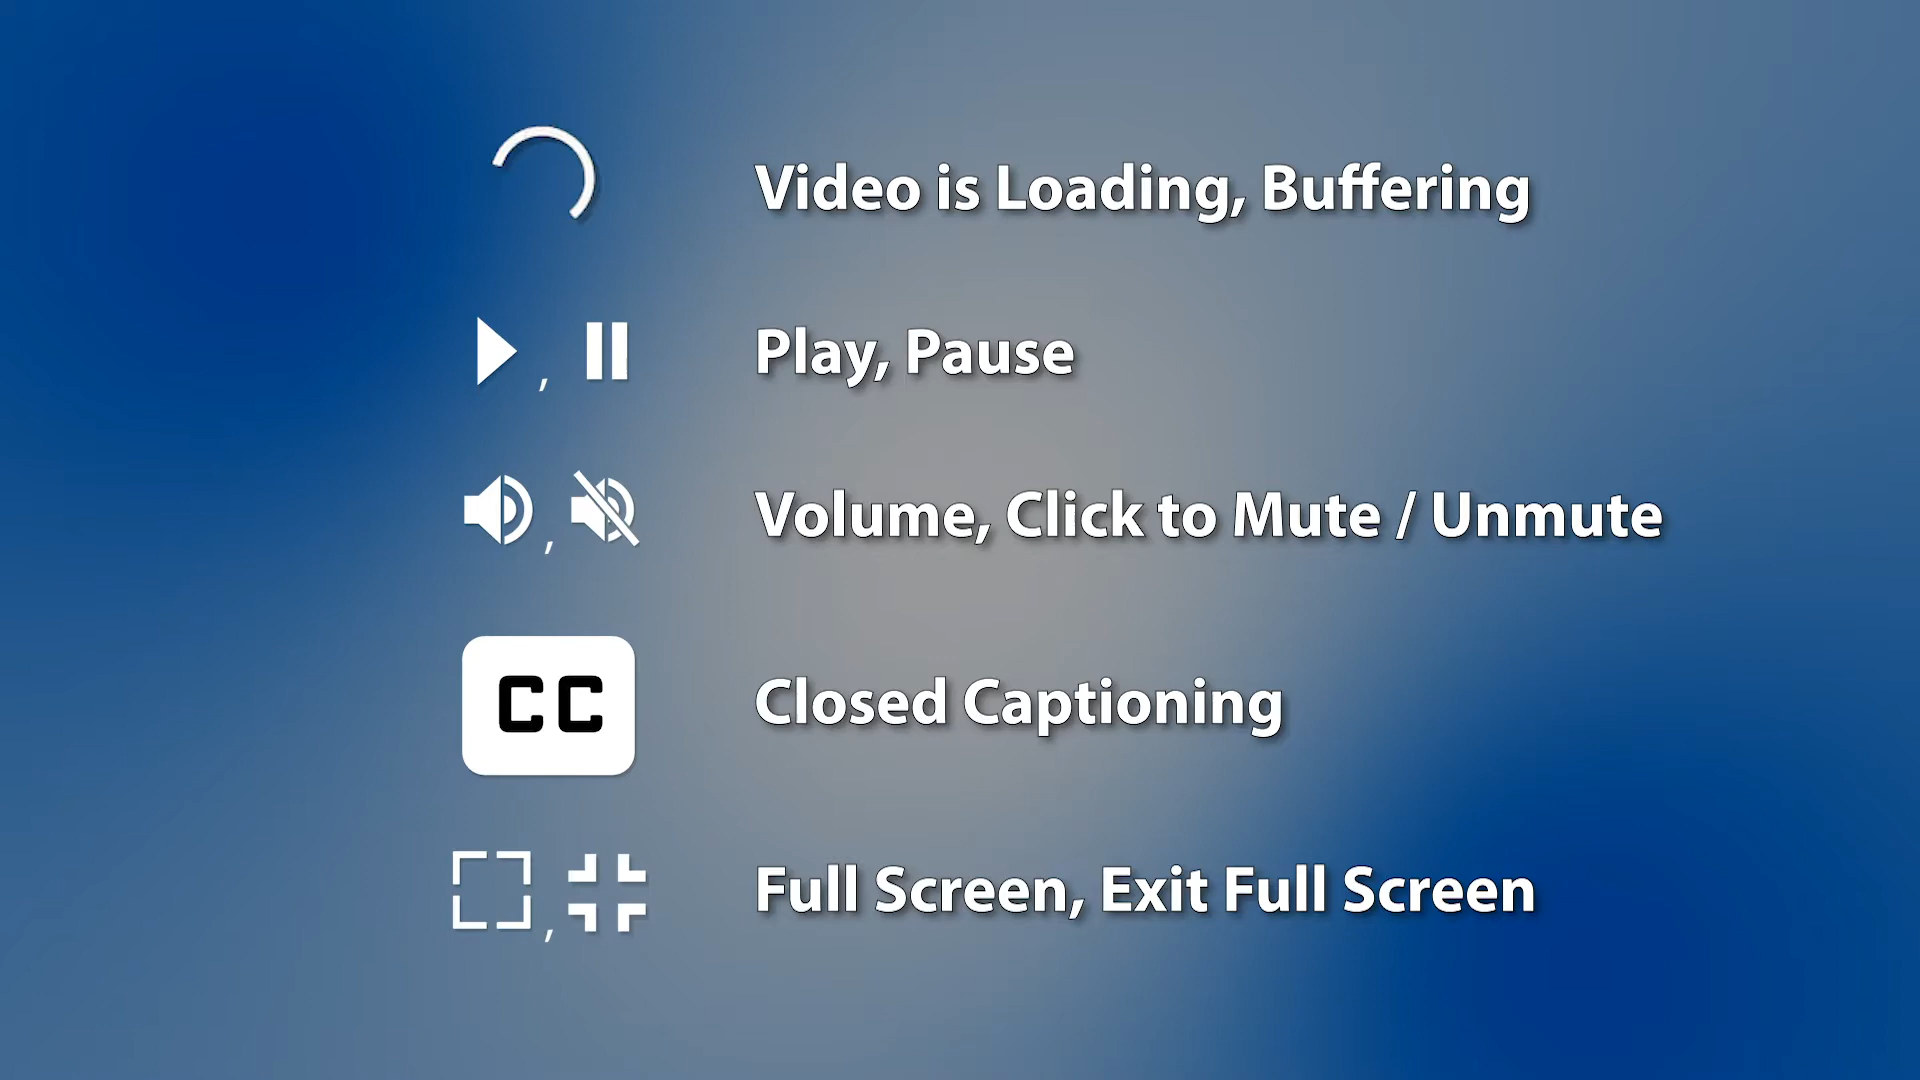 Video is Loading, Buffering
, Play, Pause
, Volume, Click to Mute / Unmute
CC Closed Captioning
, Full Screen, Exit Full Screen